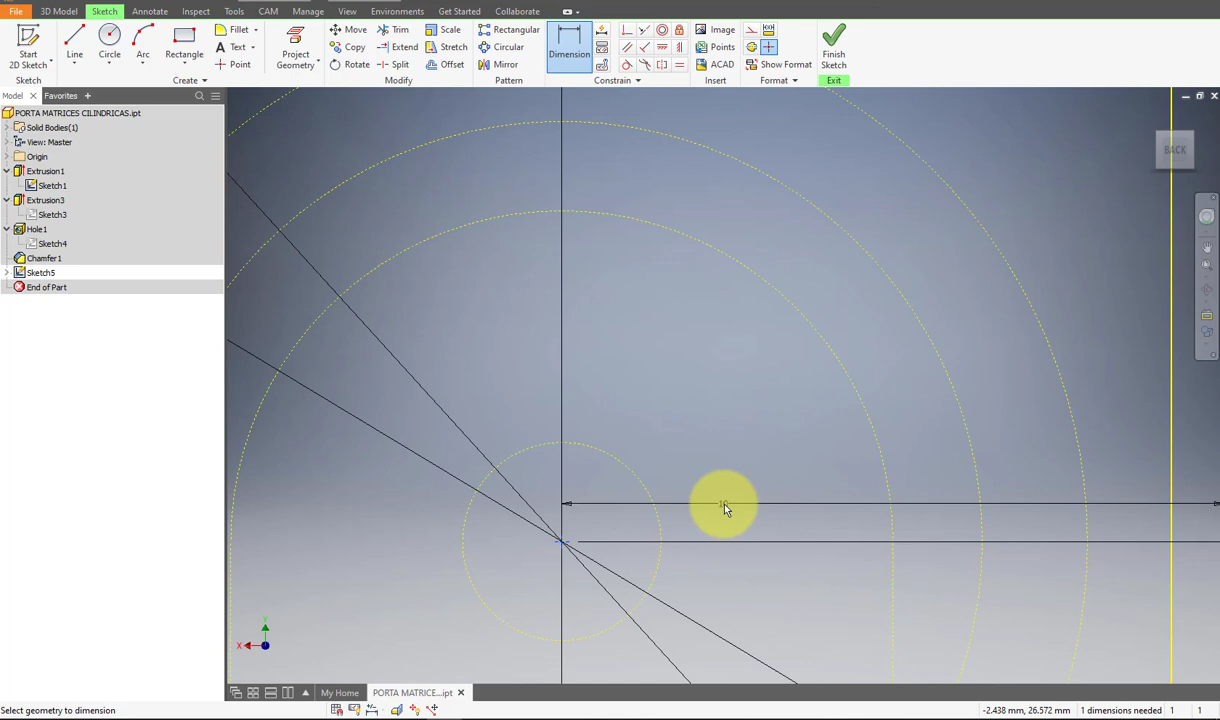 File 3D Model Sketch Annotate Inspect Tools CAM Manage View Environments Get Started Collaborate
Start 2D Sketch Line Circle Arc Rectangle Fillet Text Point Project Geometry Move Copy Rotate Trim Extend Split Scale Stretch Offset Rectangular Circular Mirror Dimension Image Points ACAD Show Format Finish Sketch
Sketch Create Modify Pattern Constrain Insert Format Exit
Model Favorites
PORTA MATRICES CILINDRICAS.ipt
Solid Bodies(1)
View: Master
Origin
Extrusion1
Sketch1
Extrusion3
Sketch3
Hole1
Sketch4
Chamfer1
Sketch5
End of Part
BACK
X
My Home PORTA MATRICE...ipt
Select geometry to dimension -2.438 mm, 26.572 mm 1 dimensions needed 1 1